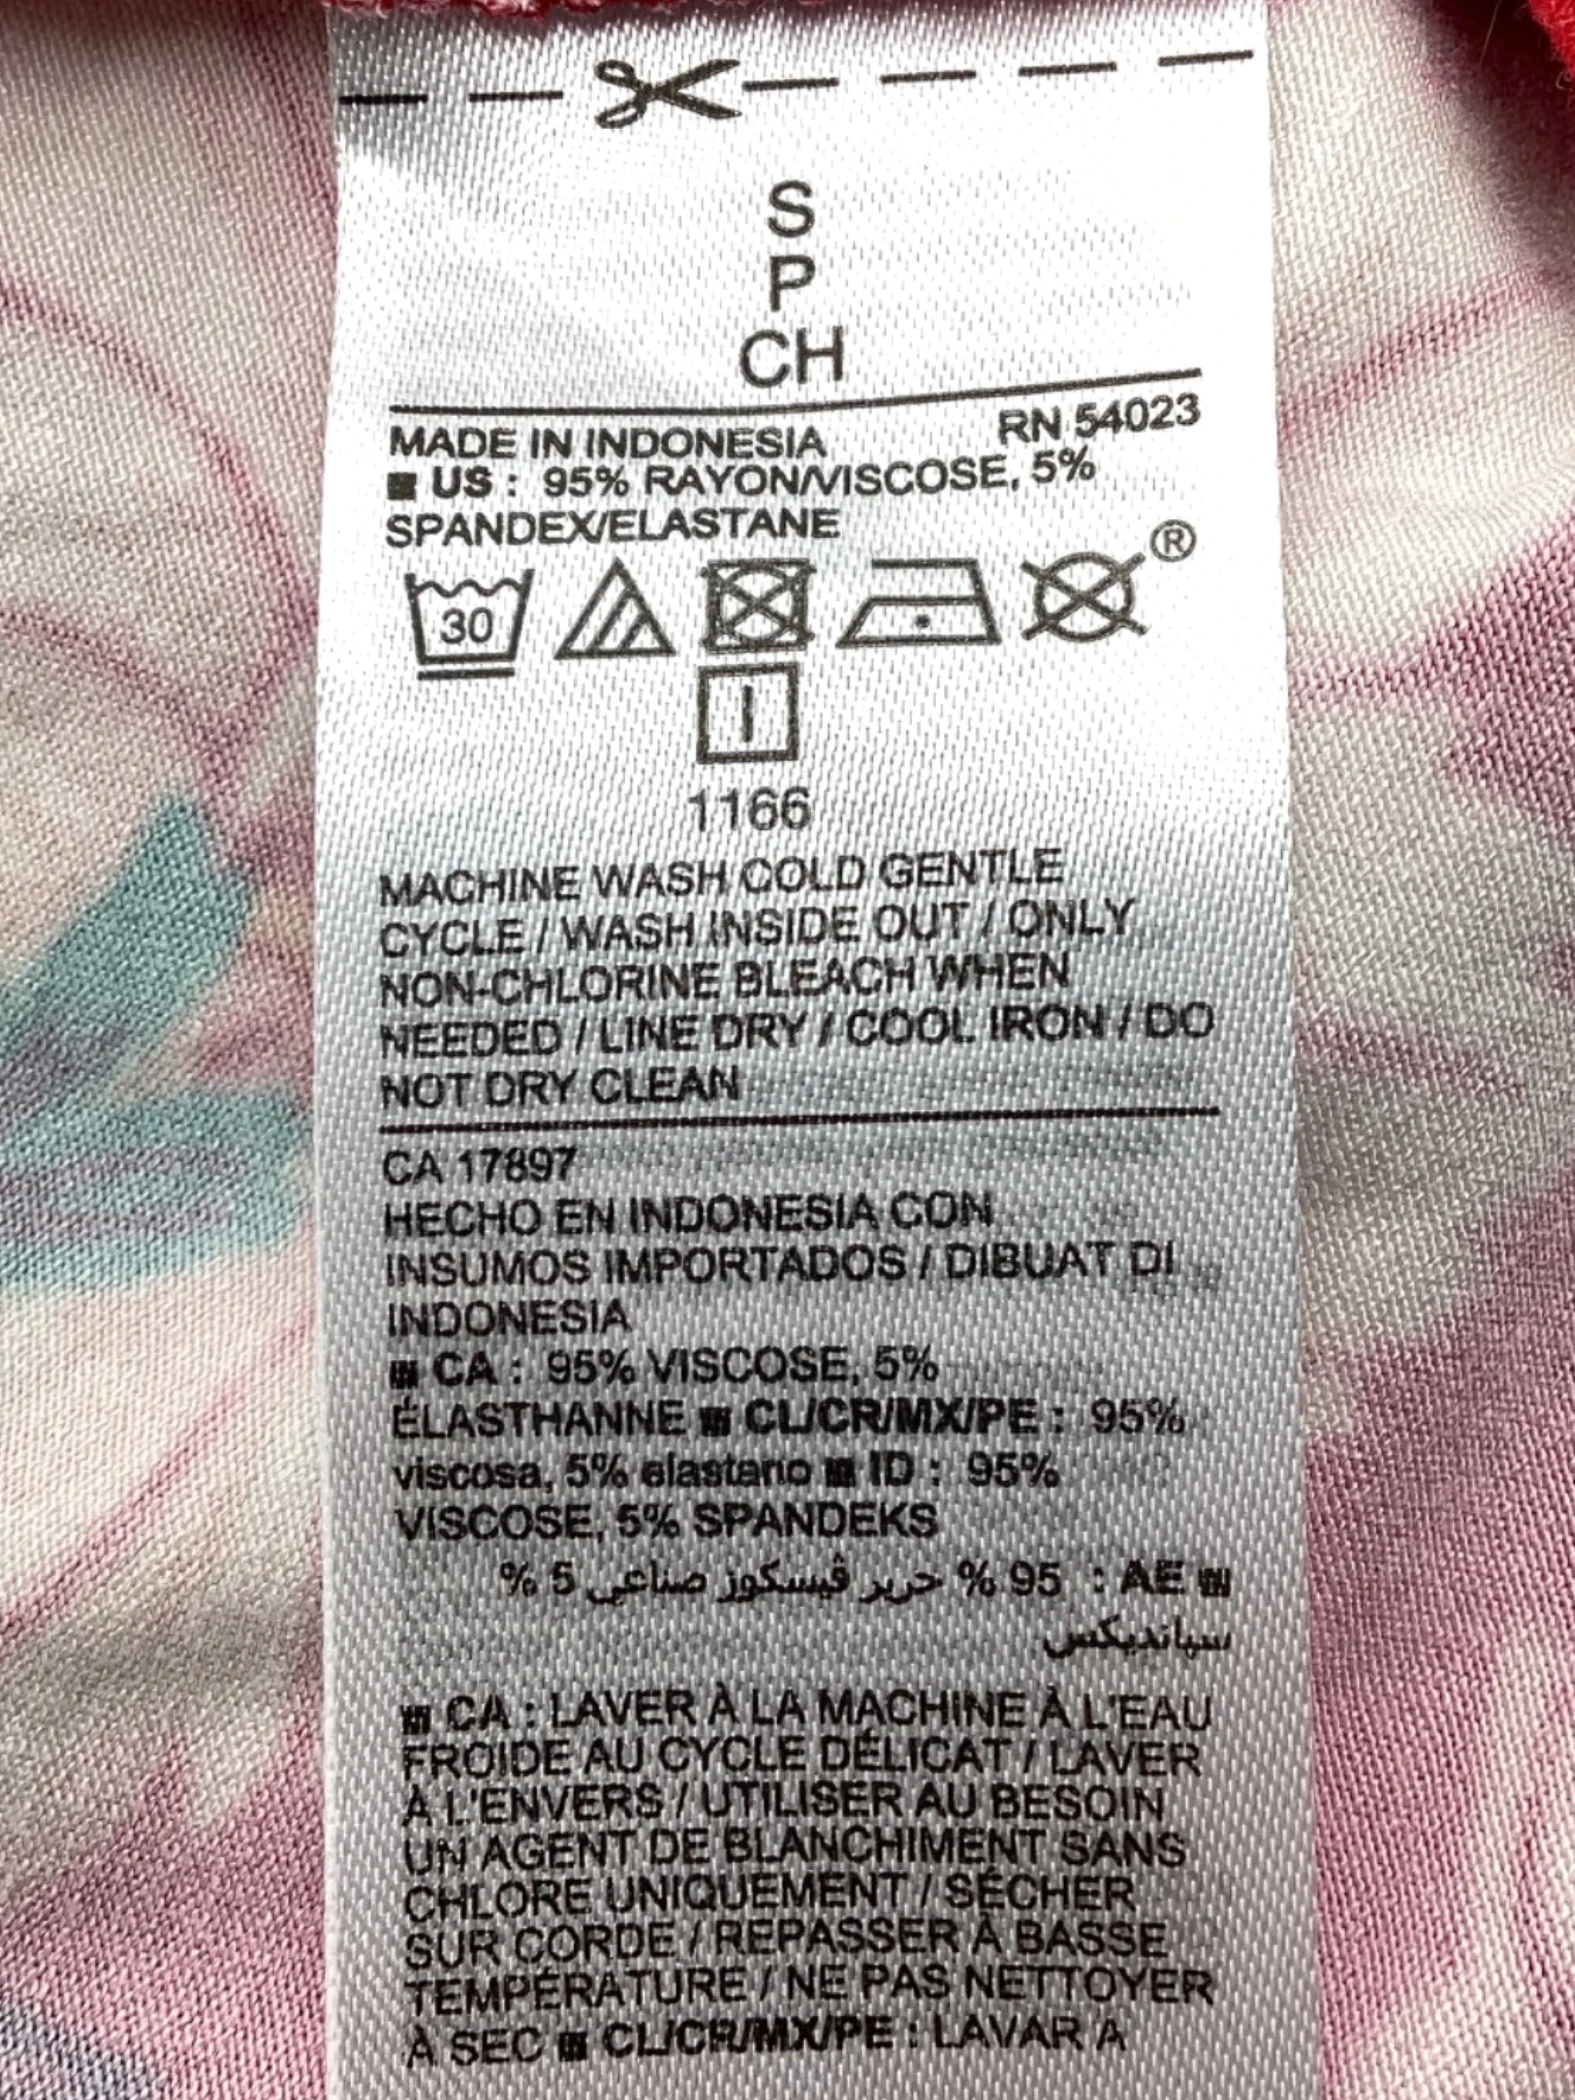 S
P
CH
MADE IN INDONESIA RN 54023
US : 95% RAYON/VISCOSE, 5%
SPANDEX/ELASTANE
®
30
1166
MACHINE WASH COLD GENTLE
CYCLE / WASH INSIDE OUT / ONLY
NON-CHLORINE BLEACH WHEN
NEEDED / LINE DRY / COOL IRON / DO
NOT DRY CLEAN
CA 17897
HECHO EN INDONESIA CON
INSUMOS IMPORTADOS / DIBUAT DI
INDONESIA
CA : 95% VISCOSE, 5%
ÉLASTHANNE ■ CL/CR/MX/PE : 95%
viscosa, 5% elastano ■ ID : 95%
VISCOSE, 5% SPANDEKS
■ AE : 95 % حرير ڤيسكوز صناعي 5 %
سباندیکس
■ CA : LAVER À LA MACHINE À L'EAU
FROIDE AU CYCLE DÉLICAT / LAVER
À L'ENVERS / UTILISER AU BESOIN
UN AGENT DE BLANCHIMENT SANS
CHLORE UNIQUEMENT / SÉCHER
SUR CORDE / REPASSER À BASSE
TEMPÉRATURE / NE PAS NETTOYER
À SEC ■ CL/CR/MX/PE : LAVAR A